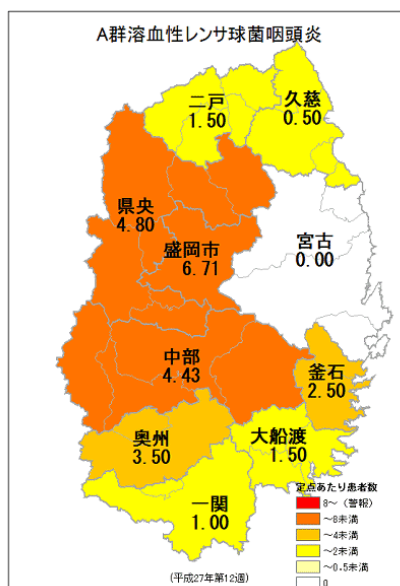 A群溶血性レンサ球菌咽頭炎
二戸
1.50
久慈
0.50
県央
4.80
盛岡市
6.71
宮古
0.00
中部
4.43
釜石
2.50
奥州
3.50
大船渡
1.50
一関
1.00
定点あたり患者数
8～ (警報)
～8未満
～4未満
～2未満
～0.5未満
0
(平成27年第12週)